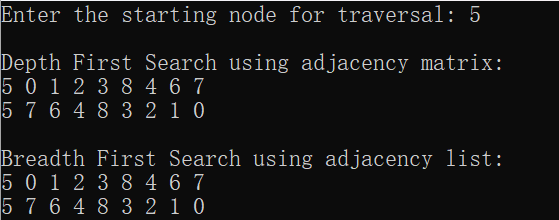 Enter the starting node for traversal: 5
Depth First Search using adjacency matrix:
5 0 1 2 3 8 4 6 7
5 7 6 4 8 3 2 1 0
Breadth First Search using adjacency list:
5 0 1 2 3 8 4 6 7
5 7 6 4 8 3 2 1 0